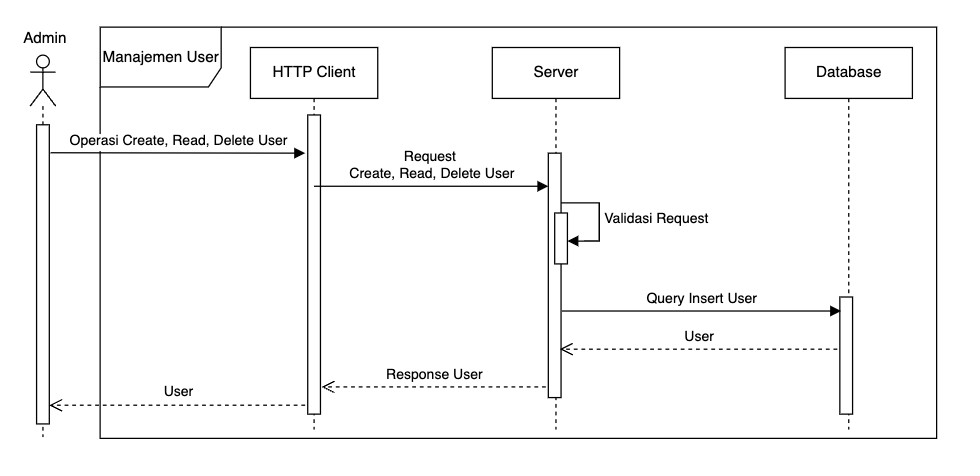 Admin
Manajemen User
HTTP Client
Server
Database
Operasi Create, Read, Delete User
Request
Create, Read, Delete User
Validasi Request
Query Insert User
User
Response User
User